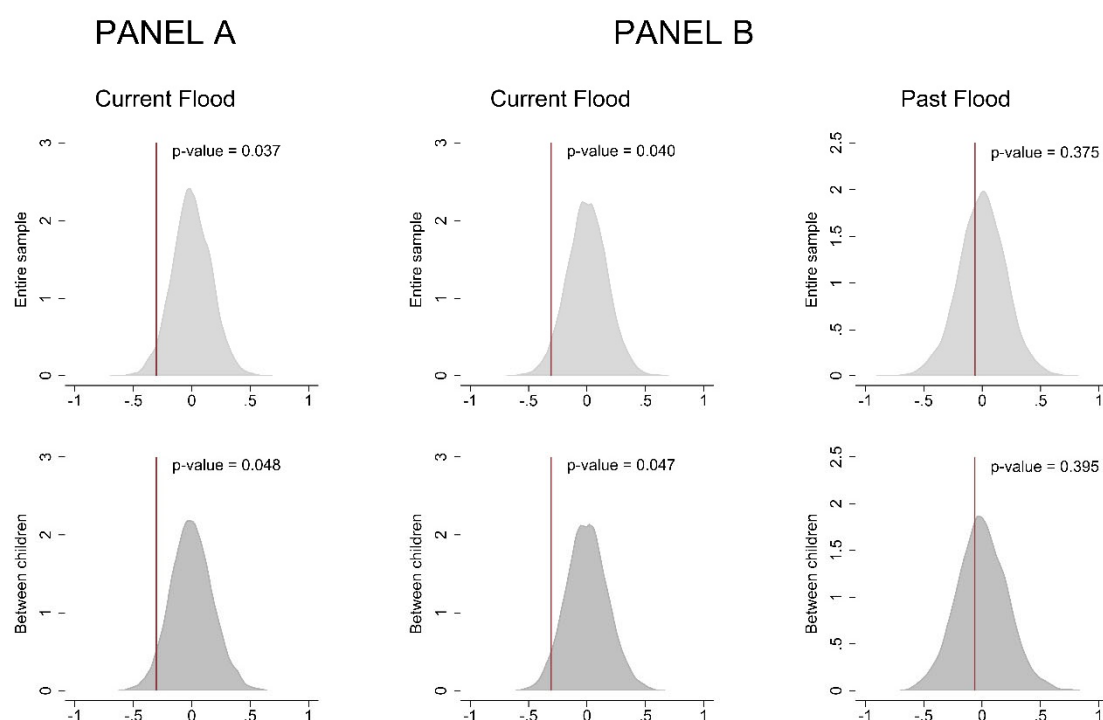 PANEL A
PANEL B
Current Flood
Current Flood
Past Flood
p-value = 0.037
p-value = 0.040
p-value = 0.375
Entire sample
0 1 2 3
-1 -.5 0 .5 1
Entire sample
0 1 2 3
-1 -.5 0 .5 1
Entire sample
0 .5 1 1.5 2 2.5
-1 -.5 0 .5 1
p-value = 0.048
p-value = 0.047
p-value = 0.395
Between children
0 1 2 3
-1 -.5 0 .5 1
Between children
0 1 2 3
-1 -.5 0 .5 1
Between children
0 .5 1 1.5 2 2.5
-1 -.5 0 .5 1